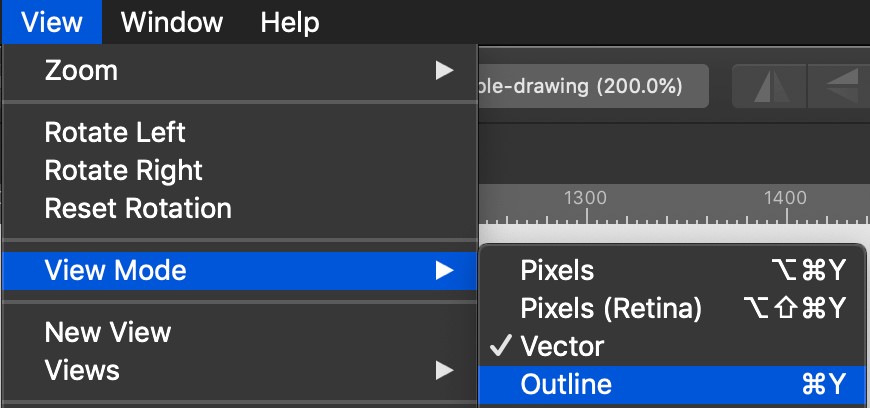 View Window Help
Zoom ▶
ble-drawing (200.0%)
Rotate Left
Rotate Right
Reset Rotation
1300 1400
View Mode ▶
Pixels ⌥⌘Y
Pixels (Retina) ⌥⇧⌘Y
✓ Vector
Outline ⌘Y
New View
Views ▶